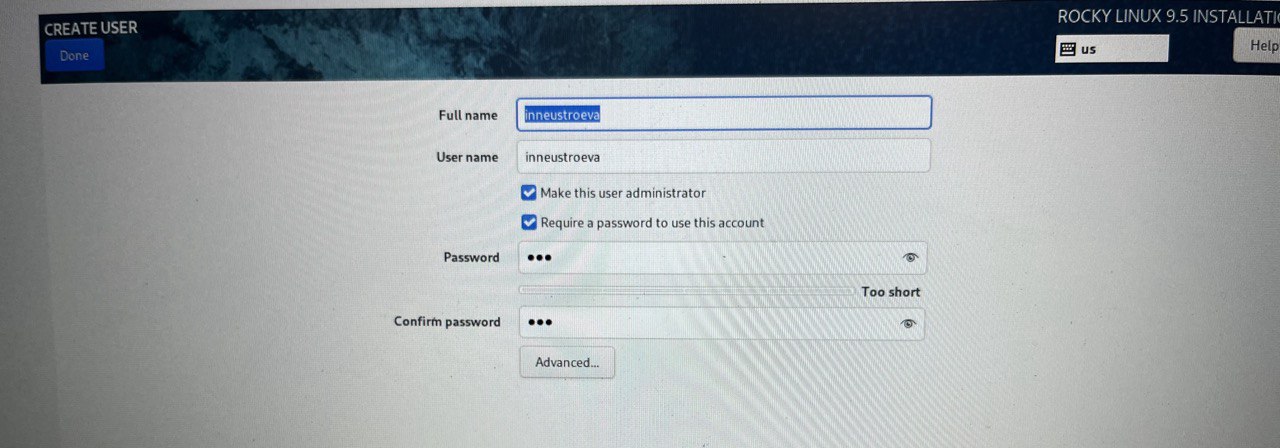 CREATE USER
ROCKY LINUX 9.5 INSTALLATI
Done
us
Help
Full name
inneustroeva
User name
inneustroeva
Make this user administrator
Require a password to use this account
Password
•••
Too short
Confirm password
•••
Advanced...